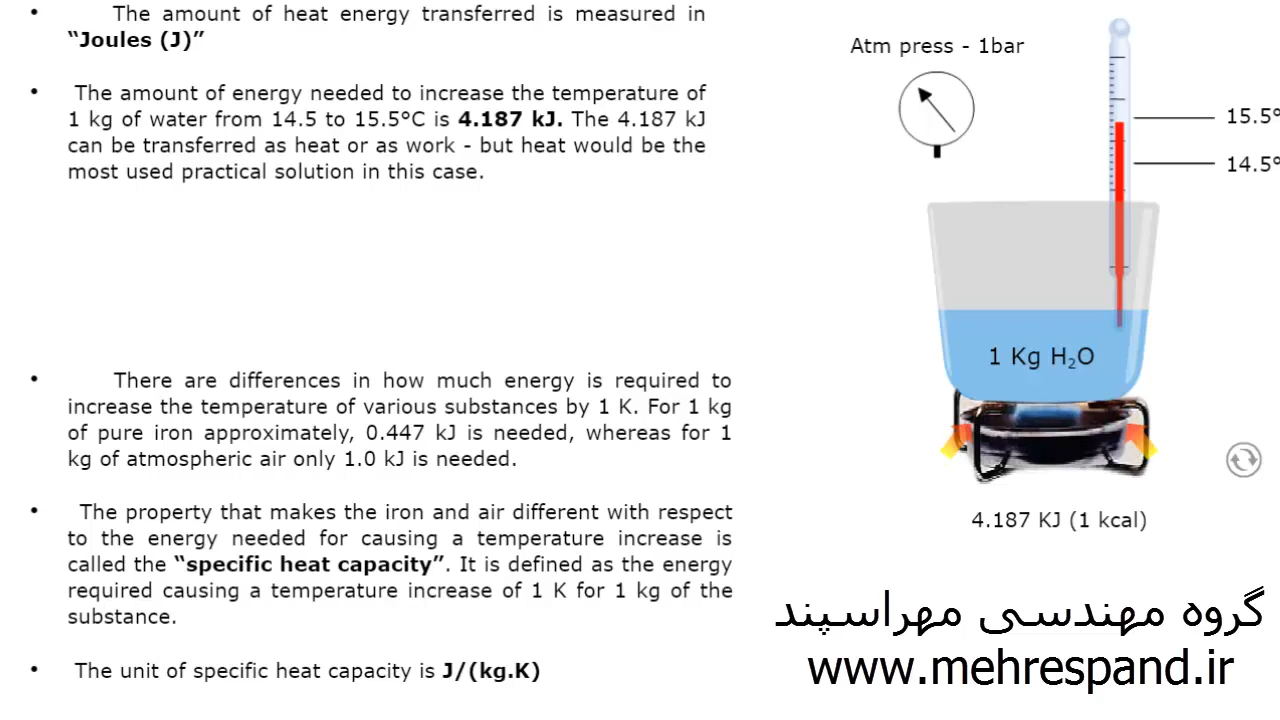 • The amount of heat energy transferred is measured in
“Joules (J)”
• The amount of energy needed to increase the temperature of
1 kg of water from 14.5 to 15.5°C is 4.187 kJ. The 4.187 kJ
can be transferred as heat or as work - but heat would be the
most used practical solution in this case.
• There are differences in how much energy is required to
increase the temperature of various substances by 1 K. For 1 kg
of pure iron approximately, 0.447 kJ is needed, whereas for 1
kg of atmospheric air only 1.0 kJ is needed.
• The property that makes the iron and air different with respect
to the energy needed for causing a temperature increase is
called the “specific heat capacity”. It is defined as the energy
required causing a temperature increase of 1 K for 1 kg of the
substance.
• The unit of specific heat capacity is J/(kg.K)
Atm press - 1bar
15.5°
14.5°
1 Kg H₂O
4.187 KJ (1 kcal)
گروه مهندسی مهراسپند
www.mehrespand.ir